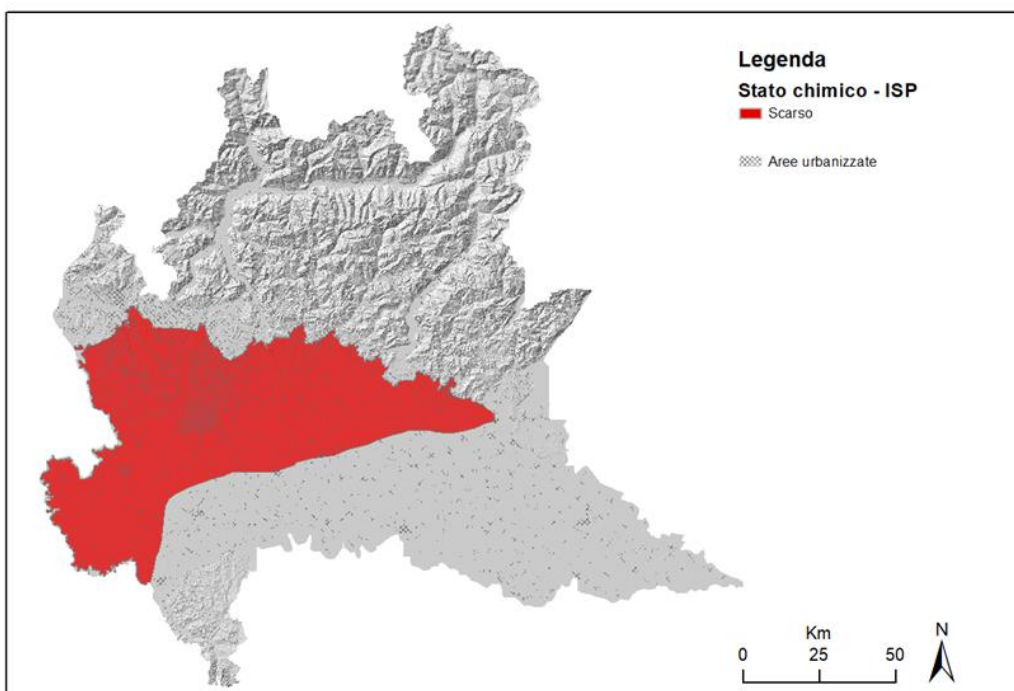 Legenda
Stato chimico - ISP
Scarso
Aree urbanizzate
Km
N
0 25 50